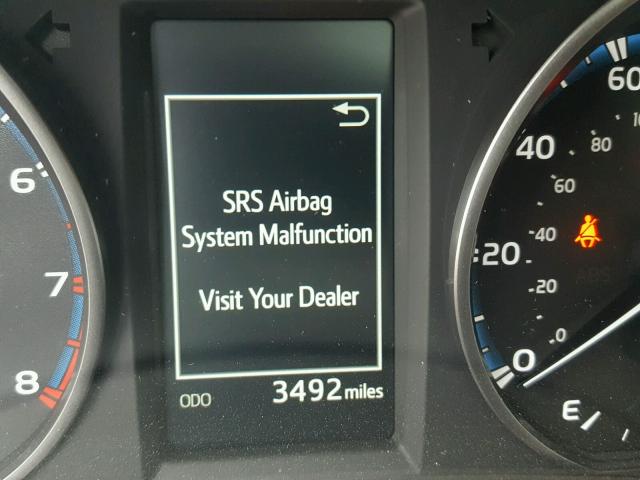 SRS Airbag
System Malfunction
Visit Your Dealer
ODO 3492 miles
6
7
8
60
40
20
0
80
60
40
20
0
ABS
E